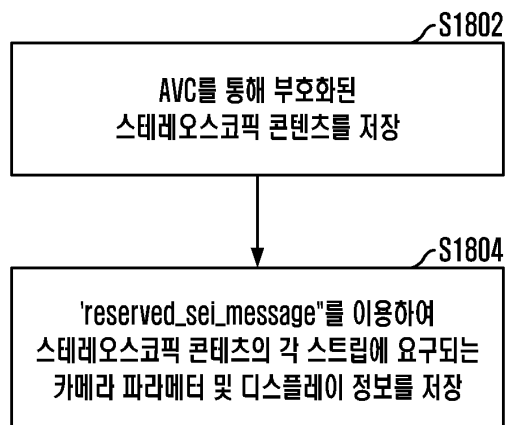 S1802
AVC를 통해 부호화된
스테레오스코픽 콘텐츠를 저장
S1804
'reserved_sei_message"를 이용하여
스테레오스코픽 콘테츠의 각 스트립에 요구되는
카메라 파라메터 및 디스플레이 정보를 저장